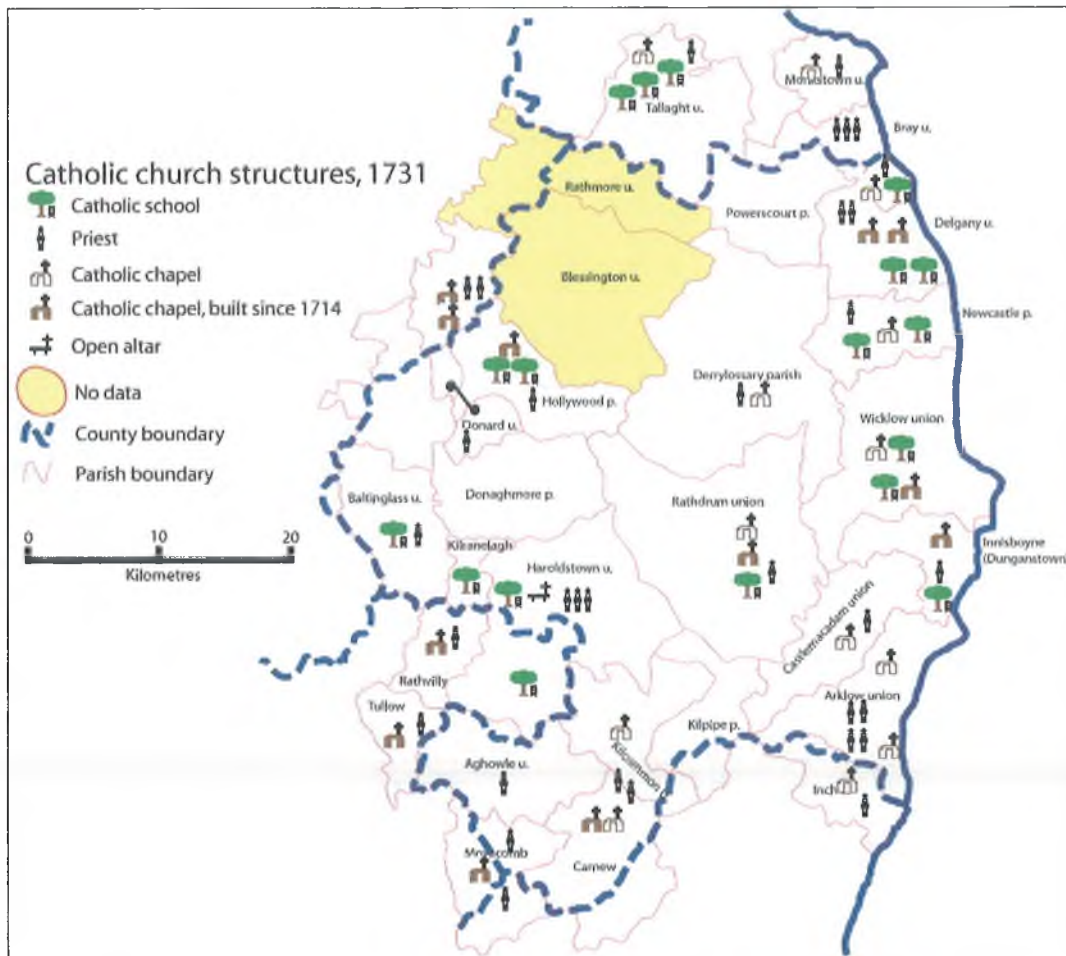 Catholic church structures, 1731
Catholic school
Priest
Catholic chapel
Catholic chapel, built since 1714
Open altar
No data
County boundary
Parish boundary
0 10 20
Kilometres
Tallaght u.
Bray u.
Rathmore u.
Powerscourt p.
Delgany u.
Blessington u.
Newcastle p.
Derrylossary parish
Hollywood p.
Donard u.
Wicklow union
Baltinglass u.
Donaghmore p.
Rathdrum union
Haroldstown u.
Innisboyne
(Dunganstown)
Castlemacadam union
Rathvilly
Tullow
Arklow union
Kilpipe p.
Aghowle u.
Inch
Carnew